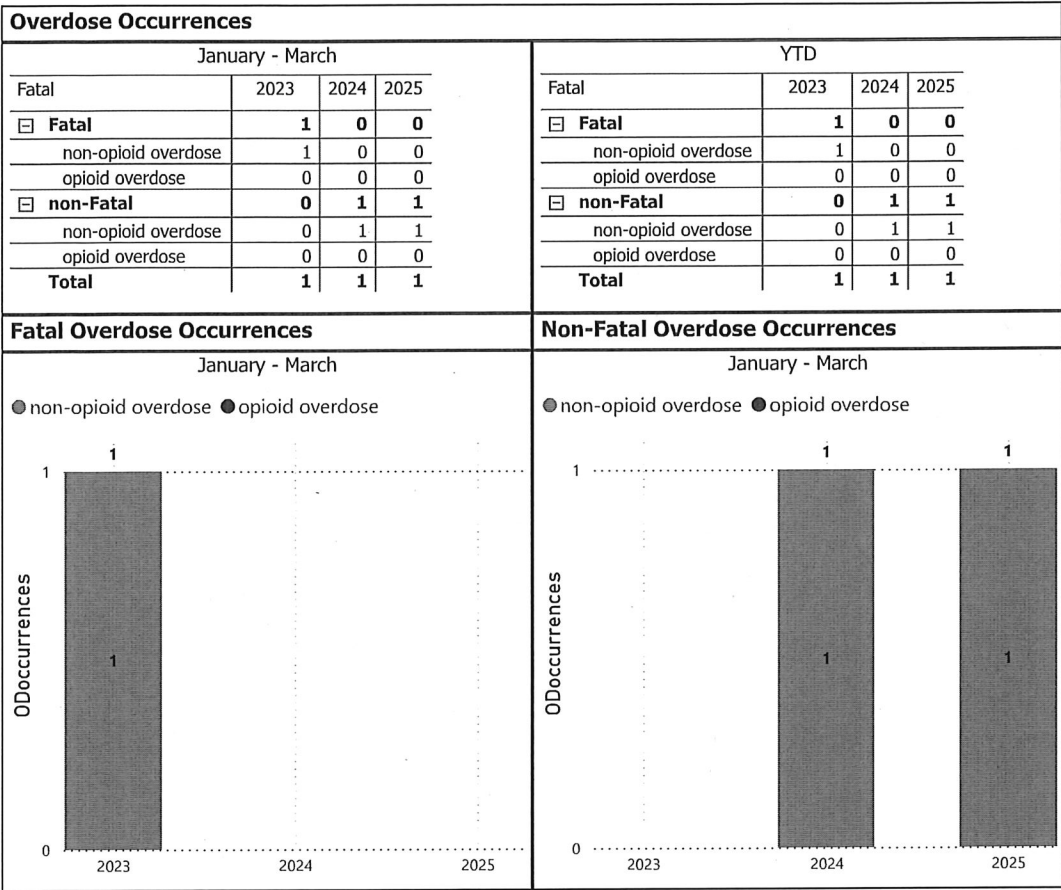 Overdose Occurrences
January - March
Fatal 2023 2024 2025
Fatal 1 0 0
non-opioid overdose 1 0 0
opioid overdose 0 0 0
non-Fatal 0 1 1
non-opioid overdose 0 1 1
opioid overdose 0 0 0
Total 1 1 1
YTD
Fatal 2023 2024 2025
Fatal 1 0 0
non-opioid overdose 1 0 0
opioid overdose 0 0 0
non-Fatal 0 1 1
non-opioid overdose 0 1 1
opioid overdose 0 0 0
Total 1 1 1
Fatal Overdose Occurrences
January - March
non-opioid overdose opioid overdose
1
1
ODoccurrences
1
0
2023 2024 2025
Non-Fatal Overdose Occurrences
January - March
non-opioid overdose opioid overdose
1 1
1
ODoccurrences
1 1
0
2023 2024 2025